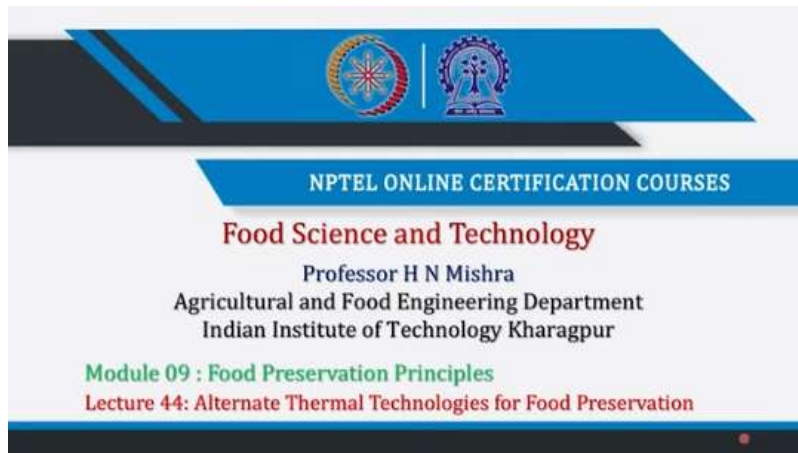 NPTEL ONLINE CERTIFICATION COURSES
Food Science and Technology
Professor H N Mishra
Agricultural and Food Engineering Department
Indian Institute of Technology Kharagpur
Module 09 : Food Preservation Principles
Lecture 44: Alternate Thermal Technologies for Food Preservation